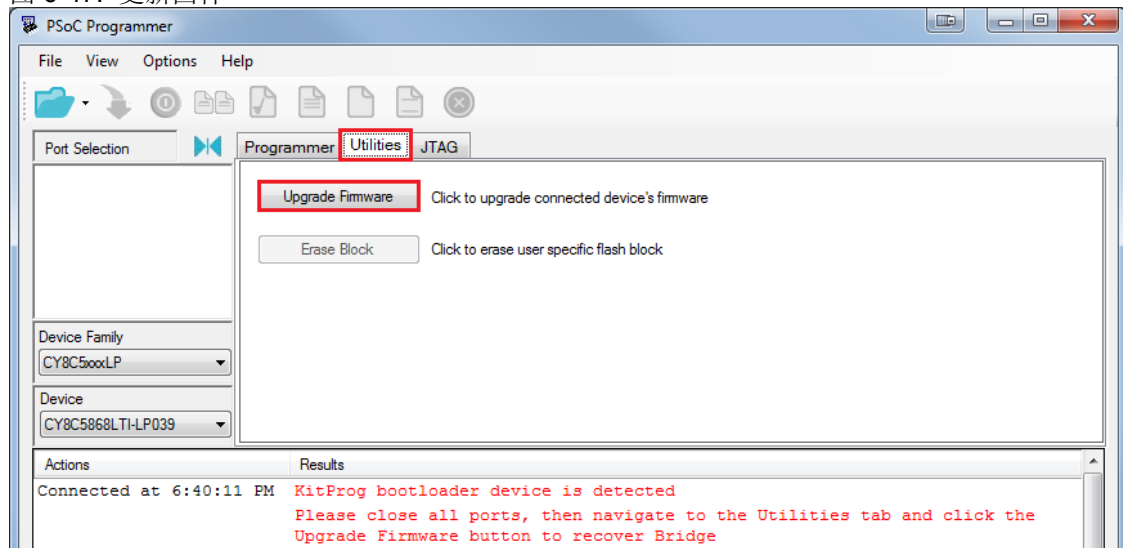 PSoC Programmer
File View Options Help
Port Selection
Programmer Utilities JTAG
Upgrade Firmware Click to upgrade connected device's firmware
Erase Block Click to erase user specific flash block
Device Family
CY8C5xxxLP
Device
CY8C5868LTI-LP039
Actions Results
Connected at 6:40:11 PM KitProg bootloader device is detected
Please close all ports, then navigate to the Utilities tab and click the
Upgrade Firmware button to recover Bridge